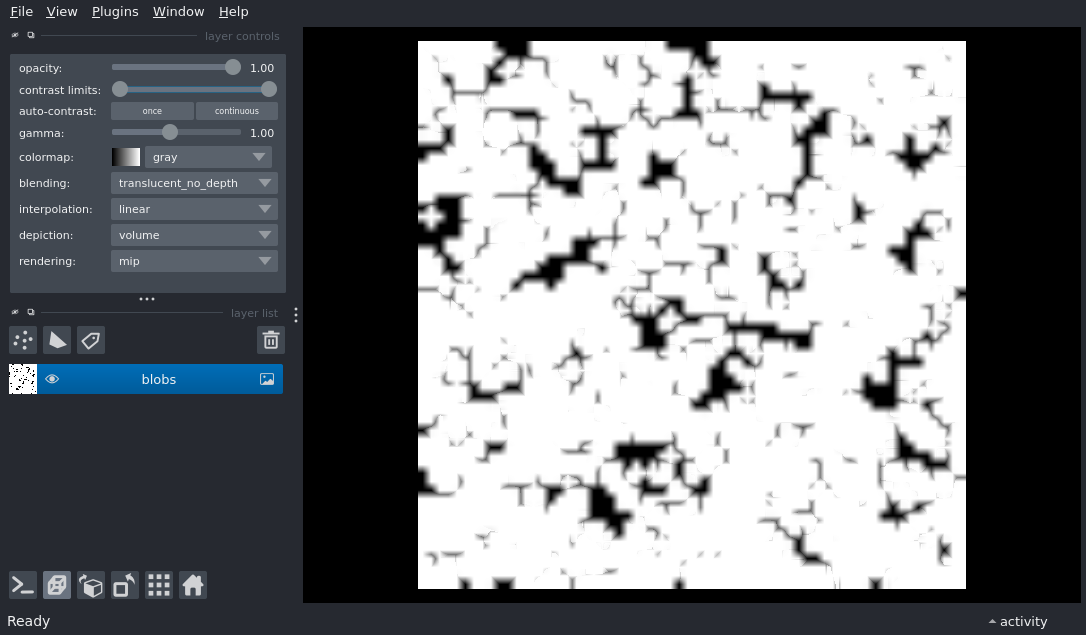 File View Plugins Window Help
layer controls
opacity: 1.00
contrast limits:
auto-contrast: once continuous
gamma: 1.00
colormap: gray
blending: translucent_no_depth
interpolation: linear
depiction: volume
rendering: mip
layer list
blobs
Ready
activity